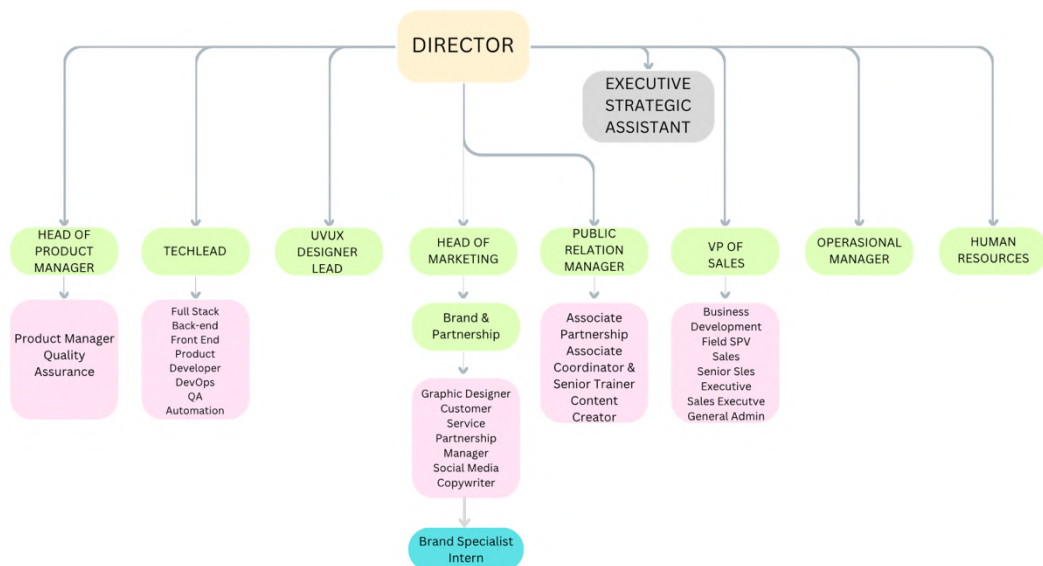 DIRECTOR
EXECUTIVE
STRATEGIC
ASSISTANT
HEAD OF
PRODUCT
MANAGER
TECHLEAD
UVUX
DESIGNER
LEAD
HEAD OF
MARKETING
PUBLIC
RELATION
MANAGER
VP OF
SALES
OPERASIONAL
MANAGER
HUMAN
RESOURCES
Product Manager
Quality
Assurance
Full Stack
Back-end
Front End
Product
Developer
DevOps
QA
Automation
Brand &
Partnership
Graphic Designer
Customer
Service
Partnership
Manager
Social Media
Copywriter
Brand Specialist
Intern
Associate
Partnership
Associate
Coordinator &
Senior Trainer
Content
Creator
Business
Development
Field SPV
Sales
Senior Sles
Executive
Sales Executve
General Admin